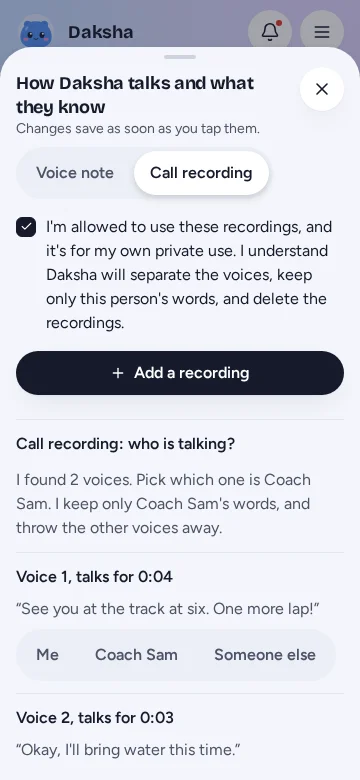 Daksha
How Daksha talks and what
they know
Changes save as soon as you tap them.
Voice note
Call recording
I'm allowed to use these recordings, and
it's for my own private use. I understand
Daksha will separate the voices, keep
only this person's words, and delete the
recordings.
+ Add a recording
Call recording: who is talking?
I found 2 voices. Pick which one is Coach
Sam. I keep only Coach Sam's words, and
throw the other voices away.
Voice 1, talks for 0:04
“See you at the track at six. One more lap!”
Me
Coach Sam
Someone else
Voice 2, talks for 0:03
“Okay, I'll bring water this time.”